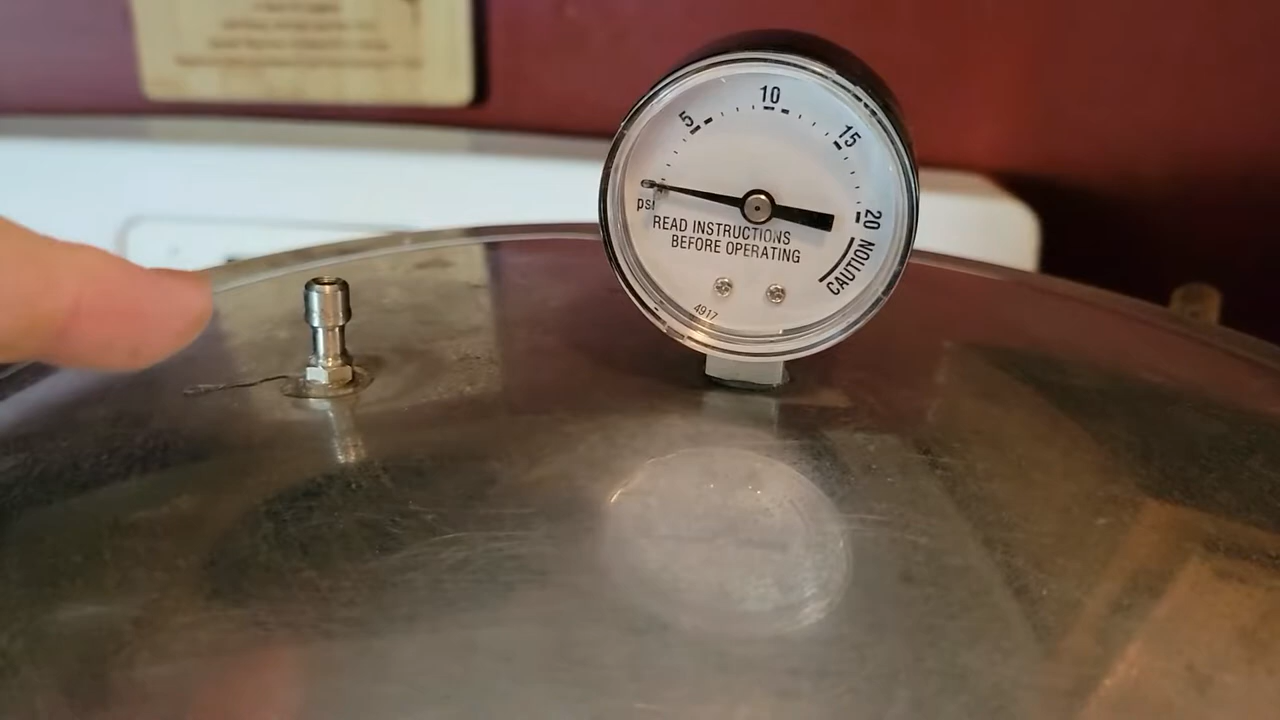 10
5
15
20
psi
READ INSTRUCTIONS
BEFORE OPERATING
CAUTION
4917